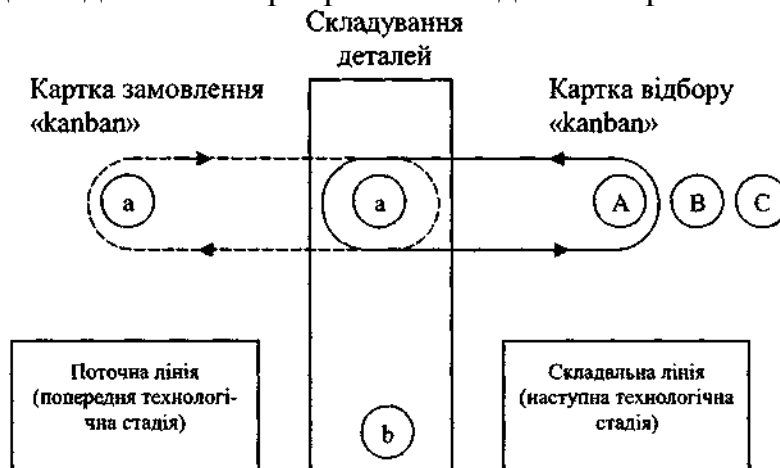 Складування
деталей
Картка замовлення
«kanban»
Картка відбору
«kanban»
a
a
A
B
C
Поточна лінія
(попередня технологі-
чна стадія)
Складальна лінія
(наступна технологічна
стадія)
b